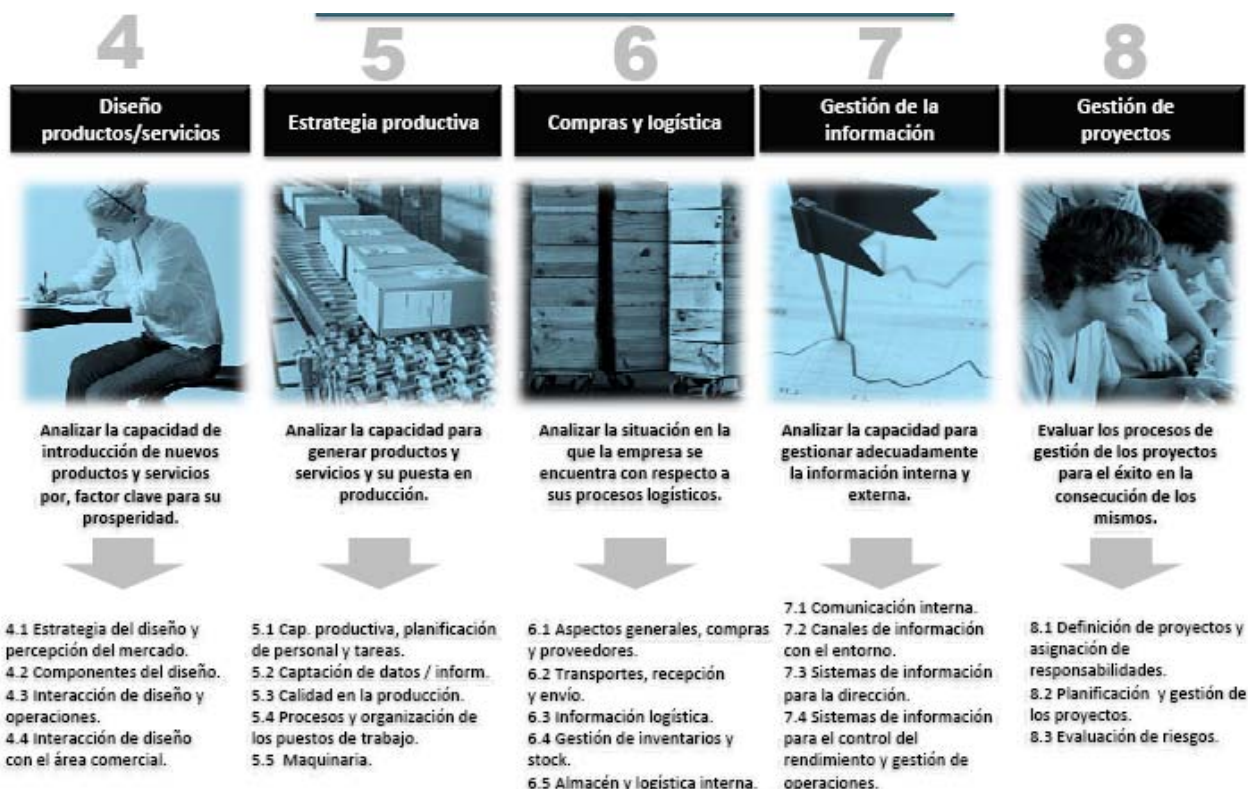 4
5
6
7
8
Diseño
productos/servicios
Estrategia productiva
Compras y logística
Gestión de la
información
Gestión de
proyectos
Analizar la capacidad de
introducción de nuevos
productos y servicios
por, factor clave para su
prosperidad.
Analizar la capacidad para
generar productos y
servicios y su puesta en
producción.
Analizar la situación en la
que la empresa se
encuentra con respecto a
sus procesos logísticos.
Analizar la capacidad para
gestionar adecuadamente
la información interna y
externa.
Evaluar los procesos de
gestión de los proyectos
para el éxito en la
consecución de los
mismos.
4.1 Estrategia del diseño y
percepción del mercado.
4.2 Componentes del diseño.
4.3 Interacción de diseño y
operaciones.
4.4 Interacción de diseño
con el área comercial.
5.1 Cap. productiva, planificación
de personal y tareas.
5.2 Captación de datos / inform.
5.3 Calidad en la producción.
5.4 Procesos y organización de
los puestos de trabajo.
5.5 Maquinaria.
6.1 Aspectos generales, compras
y proveedores.
6.2 Transportes, recepción
y envío.
6.3 Información logística.
6.4 Gestión de inventarios y
stock.
6.5 Almacén y logística interna.
7.1 Comunicación interna.
7.2 Canales de información
con el entorno.
7.3 Sistemas de información
para la dirección.
7.4 Sistemas de información
para el control del
rendimiento y gestión de
operaciones.
8.1 Definición de proyectos y
asignación de
responsabilidades.
8.2 Planificación y gestión de
los proyectos.
8.3 Evaluación de riesgos.